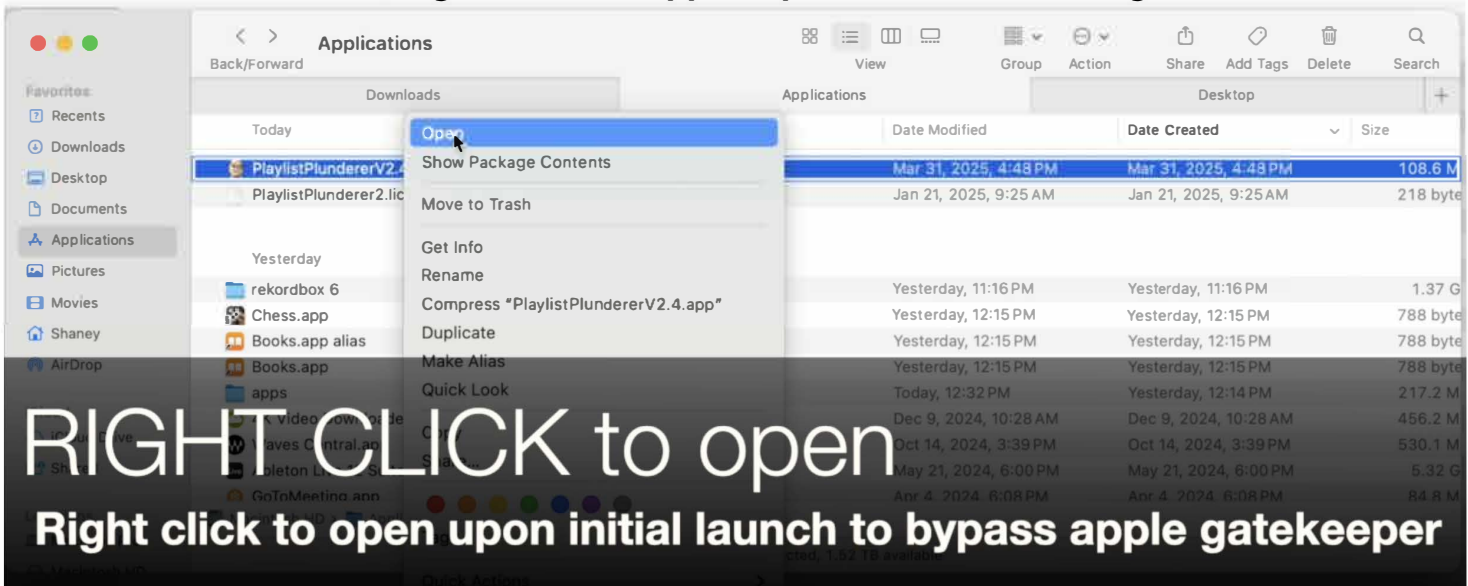 Applications
Back/Forward
View
Group
Action
Share
Add Tags
Delete
Search
Downloads
Applications
Desktop
Favorites
Recents
Downloads
Desktop
Documents
Applications
Pictures
Movies
Shaney
AirDrop
Today
Date Modified
Date Created
Size
PlaylistPlundererV2.4
Mar 31, 2025, 4:48 PM
Mar 31, 2025, 4:48 PM
108.6 M
PlaylistPlunderer2.lic
Jan 21, 2025, 9:25 AM
Jan 21, 2025, 9:25 AM
218 byte
Yesterday
rekordbox 6
Yesterday, 11:16 PM
Yesterday, 11:16 PM
1.37 G
Chess.app
Yesterday, 12:15 PM
Yesterday, 12:15 PM
788 byte
Books.app alias
Yesterday, 12:15 PM
Yesterday, 12:15 PM
788 byte
Books.app
Yesterday, 12:15 PM
Yesterday, 12:15 PM
788 byte
apps
Today, 12:32 PM
Yesterday, 12:14 PM
217.2 M
Dec 9, 2024, 10:28 AM
Dec 9, 2024, 10:28 AM
456.2 M
Oct 14, 2024, 3:39 PM
Oct 14, 2024, 3:39 PM
530.1 M
May 21, 2024, 6:00 PM
May 21, 2024, 6:00 PM
5.32 G
GoToMeeting.app
Apr 4, 2024, 6:08 PM
Apr 4, 2024, 6:08 PM
84.8 M
Open
Show Package Contents
Move to Trash
Get Info
Rename
Compress “PlaylistPlundererV2.4.app”
Duplicate
Make Alias
Quick Look
Quick Actions
RIGHT CLICK to open
Right click to open upon initial launch to bypass apple gatekeeper
1.52 TB available